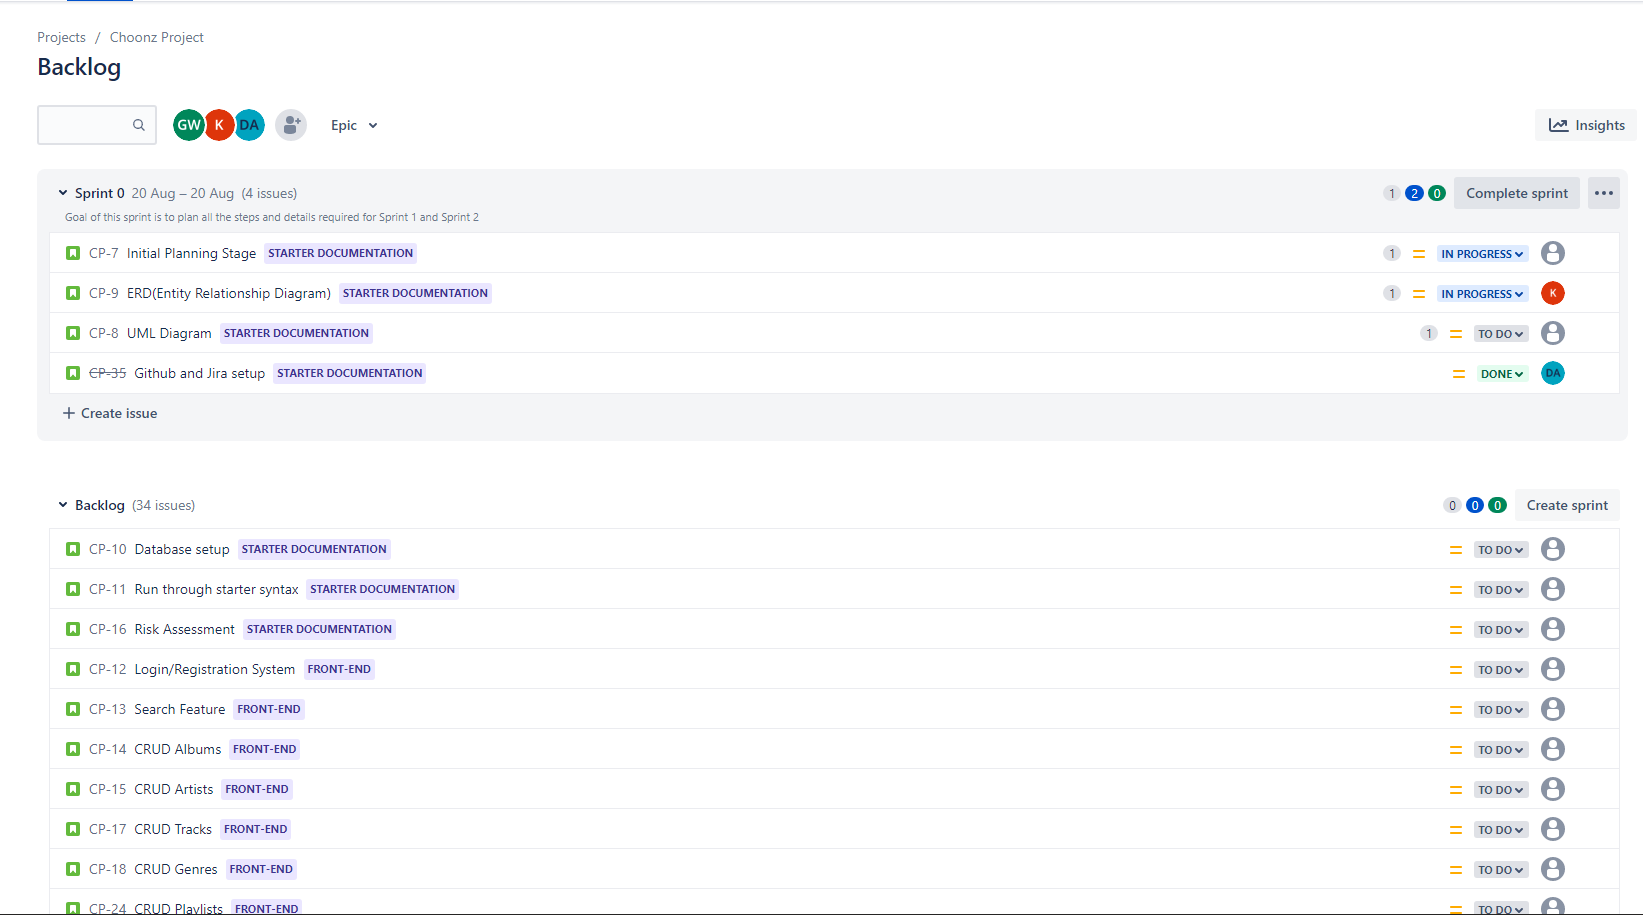 Projects / Choonz Project
Backlog
GW K DA Epic Insights
Sprint 0 20 Aug – 20 Aug (4 issues) 1 2 0 Complete sprint
Goal of this sprint is to plan all the steps and details required for Sprint 1 and Sprint 2
CP-7 Initial Planning Stage STARTER DOCUMENTATION 1 IN PROGRESS
CP-9 ERD(Entity Relationship Diagram) STARTER DOCUMENTATION 1 IN PROGRESS K
CP-8 UML Diagram STARTER DOCUMENTATION 1 TO DO
CP-35 Github and Jira setup STARTER DOCUMENTATION DONE DA
+ Create issue
Backlog (34 issues) 0 0 0 Create sprint
CP-10 Database setup STARTER DOCUMENTATION TO DO
CP-11 Run through starter syntax STARTER DOCUMENTATION TO DO
CP-16 Risk Assessment STARTER DOCUMENTATION TO DO
CP-12 Login/Registration System FRONT-END TO DO
CP-13 Search Feature FRONT-END TO DO
CP-14 CRUD Albums FRONT-END TO DO
CP-15 CRUD Artists FRONT-END TO DO
CP-17 CRUD Tracks FRONT-END TO DO
CP-18 CRUD Genres FRONT-END TO DO
CP-24 CRUD Playlists FRONT-END TO DO